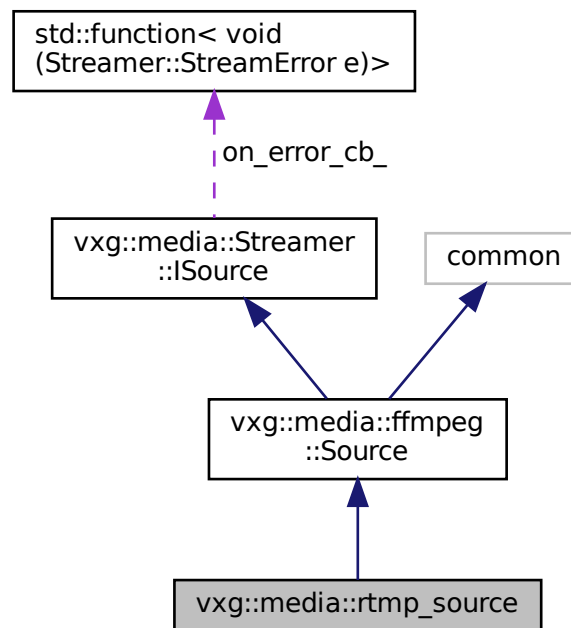 std::function< void
(Streamer::StreamError e)>
on_error_cb_
vxg::media::Streamer
::ISource
common
vxg::media::ffmpeg
::Source
vxg::media::rtmp_source